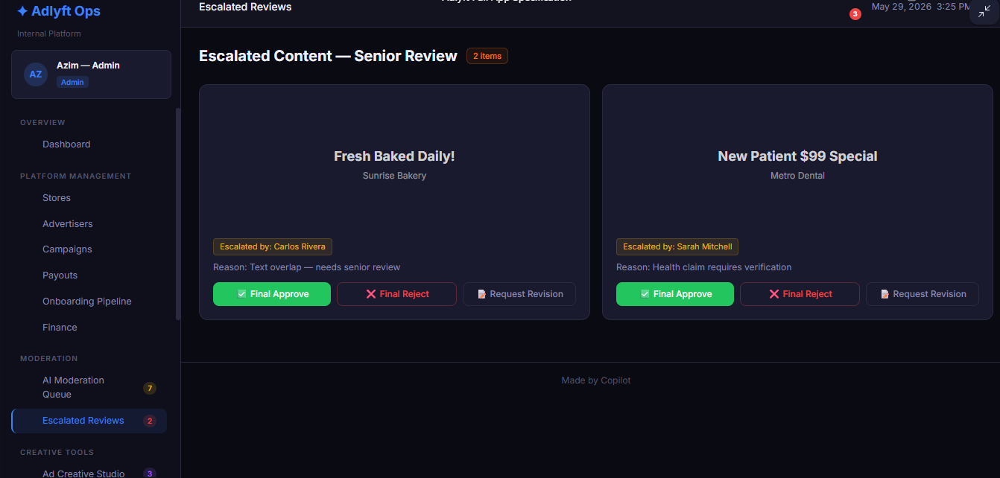 ✦ Adlyft Ops
Internal Platform
AZ
Azim — Admin
Admin
OVERVIEW
Dashboard
PLATFORM MANAGEMENT
Stores
Advertisers
Campaigns
Payouts
Onboarding Pipeline
Finance
MODERATION
AI Moderation
Queue
7
Escalated Reviews
2
CREATIVE TOOLS
Ad Creative Studio
3
Escalated Reviews
3
May 29, 2026 3:25 PM
Escalated Content — Senior Review
2 items
Fresh Baked Daily!
Sunrise Bakery
Escalated by: Carlos Rivera
Reason: Text overlap — needs senior review
✅ Final Approve
❌ Final Reject
📝 Request Revision
New Patient $99 Special
Metro Dental
Escalated by: Sarah Mitchell
Reason: Health claim requires verification
✅ Final Approve
❌ Final Reject
📝 Request Revision
Made by Copilot